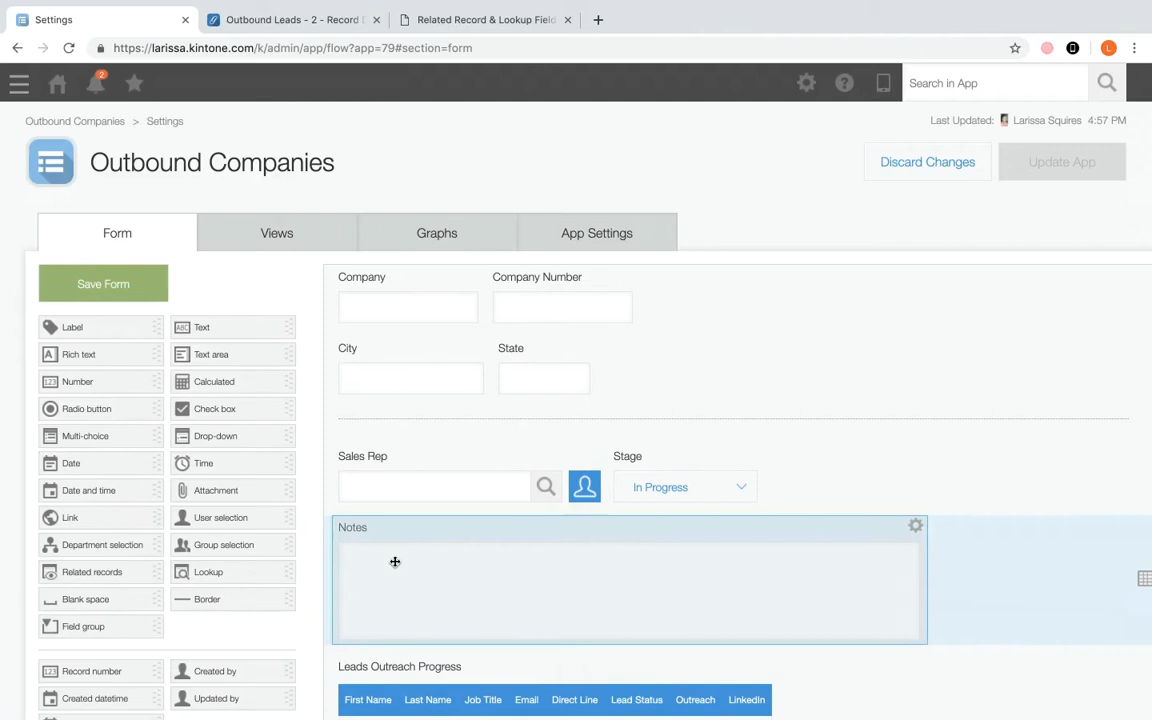 Settings
Outbound Leads - 2 - Record
Related Record & Lookup Field
https://larissa.kintone.com/k/admin/app/flow?app=79#section=form
L
2
Search in App
Outbound Companies > Settings
Last Updated: Larissa Squires 4:57 PM
Outbound Companies
Discard Changes
Update App
Form
Views
Graphs
App Settings
Save Form
Label
Text
Rich text
Text area
Number
Calculated
Radio button
Check box
Multi-choice
Drop-down
Date
Time
Date and time
Attachment
Link
User selection
Department selection
Group selection
Related records
Lookup
Blank space
Border
Field group
Record number
Created by
Created datetime
Updated by
Company
Company Number
City
State
Sales Rep
Stage
In Progress
Notes
Leads Outreach Progress
First Name
Last Name
Job Title
Email
Direct Line
Lead Status
Outreach
LinkedIn